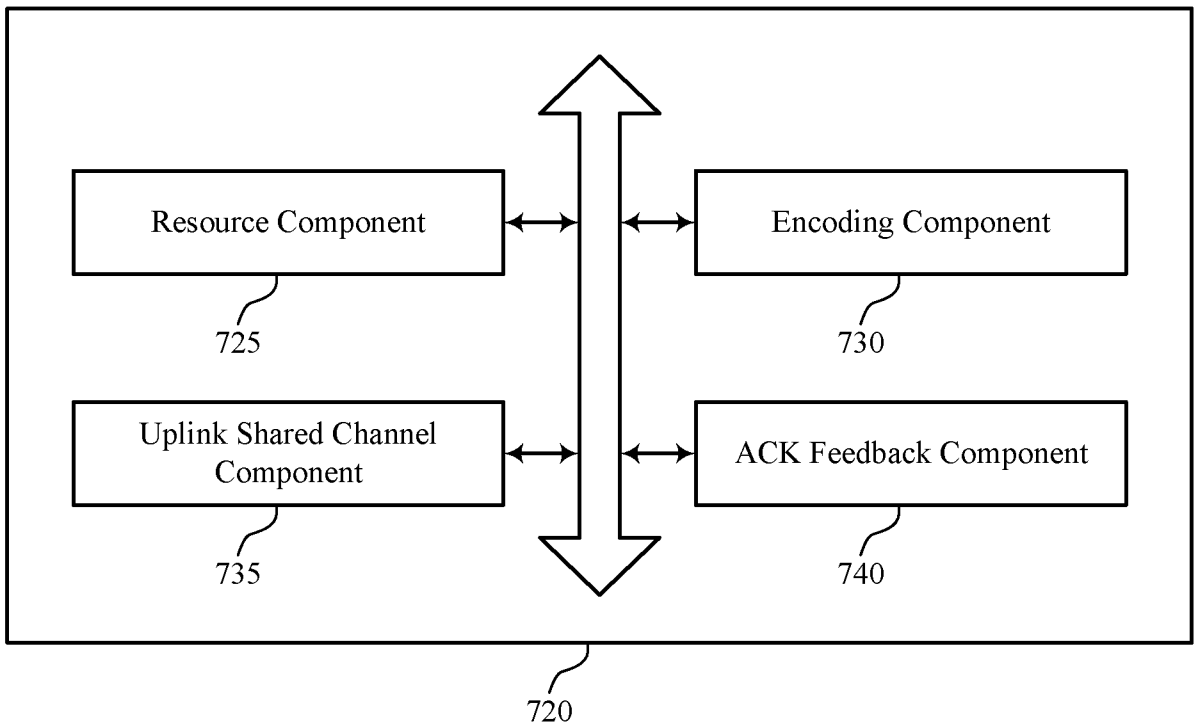 Resource Component
Encoding Component
725
730
Uplink Shared Channel
Component
ACK Feedback Component
735
740
720